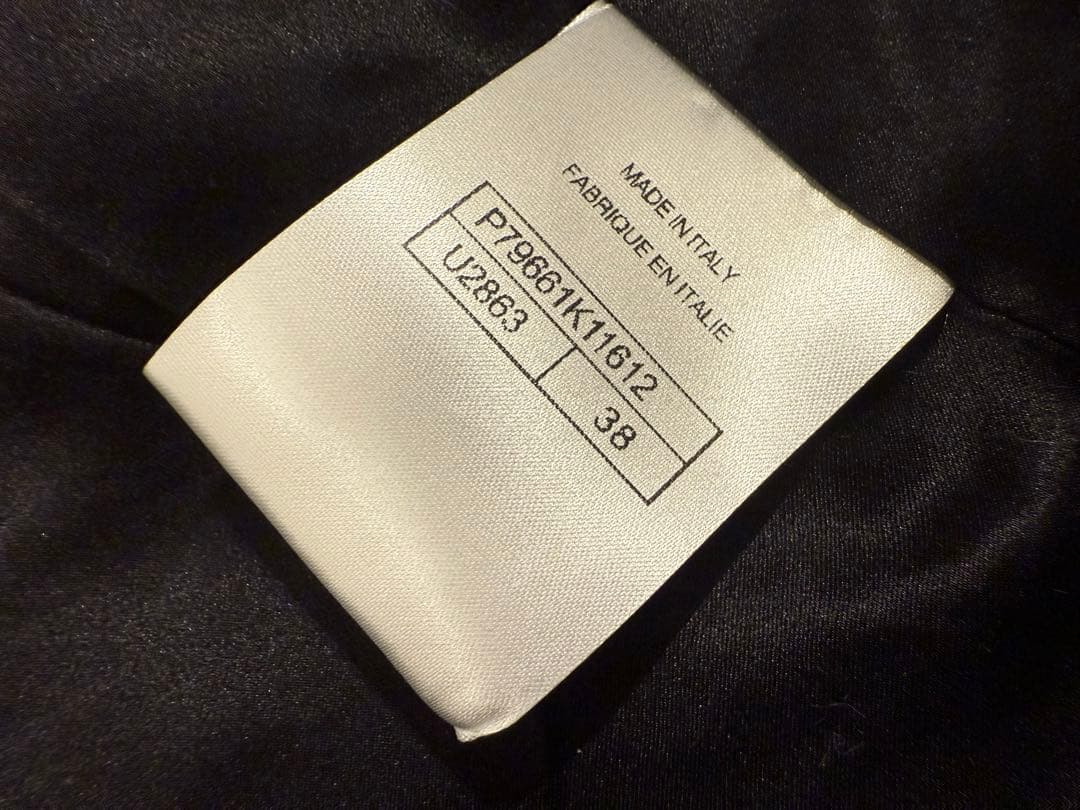 MADE IN ITALY
FABRIQUE EN ITALIE
P79661K11612
U2863 38